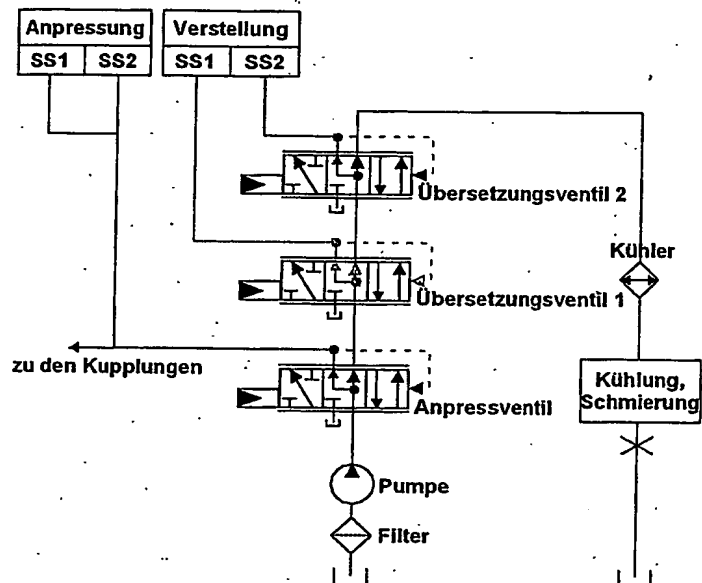 Anpressung
SS1 SS2
Verstellung
SS1 SS2
Übersetzungsventil 2
Kühler
Übersetzungsventil 1
zu den Kupplungen
Anpressventil
Kühlung,
Schmierung
Pumpe
Filter